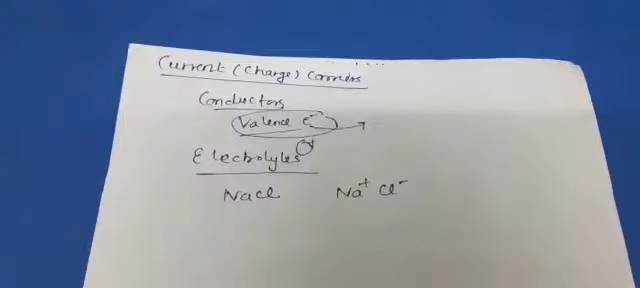 Current (Charge) Carriers
Conductors
Valence e⁻
Electrolytes
NaCl Na⁺ Cl⁻